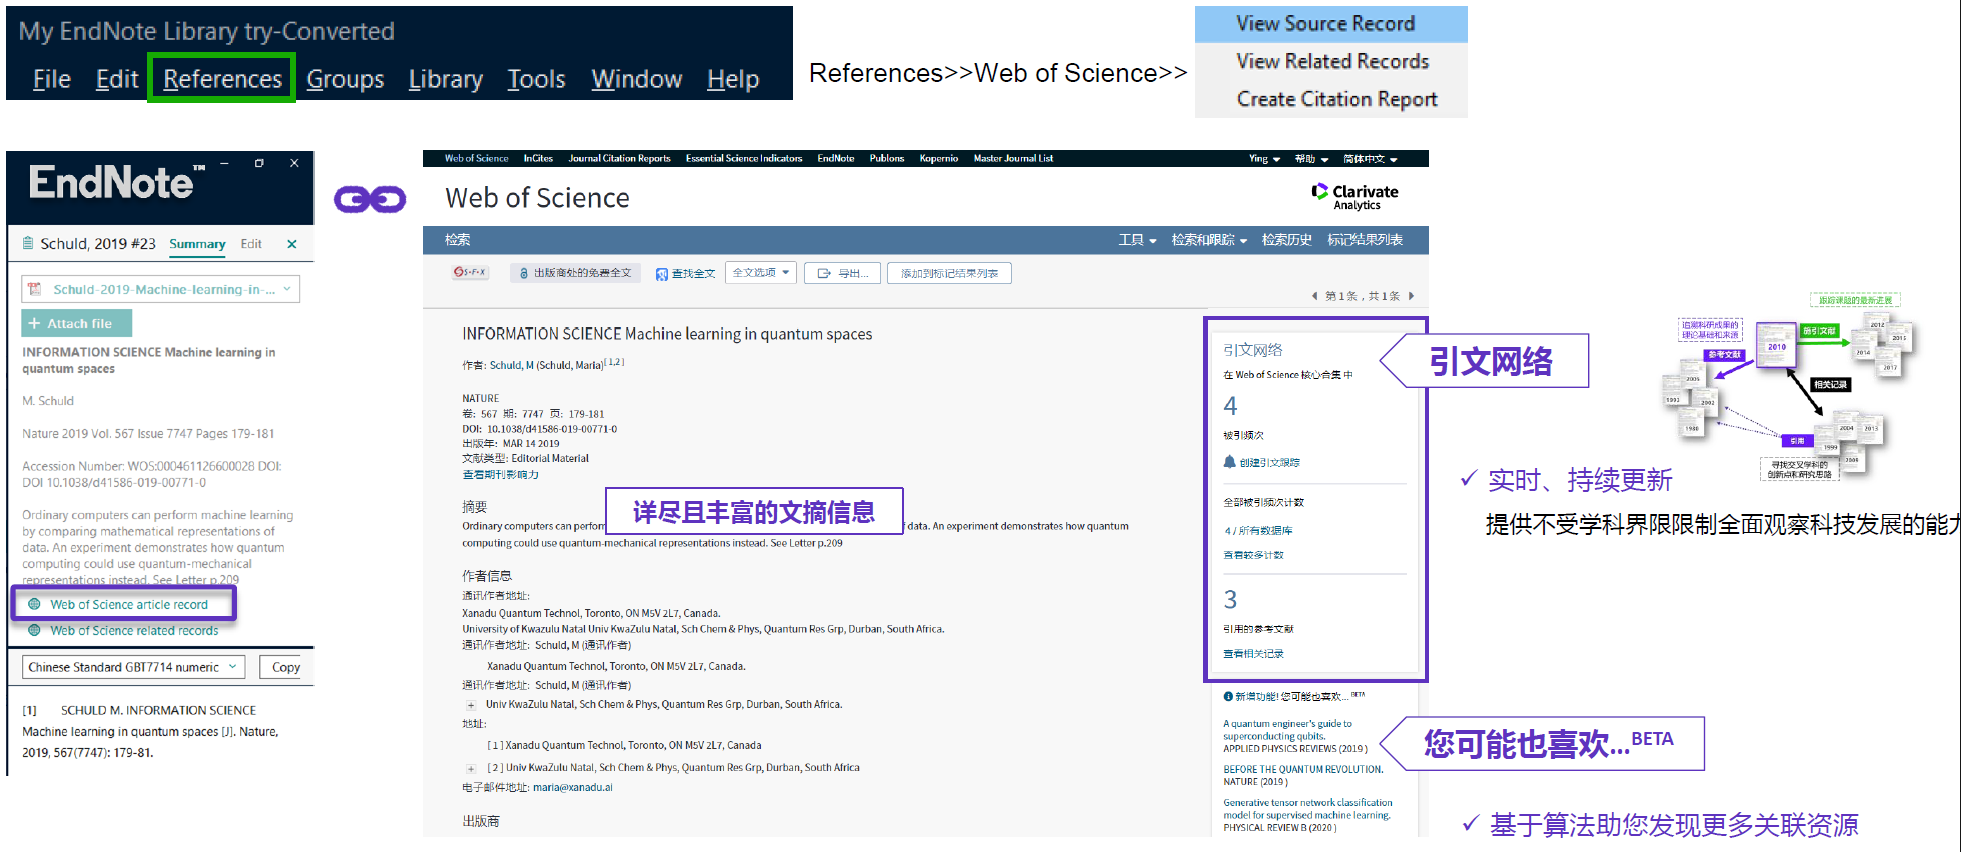 My EndNote Library try-Converted
File Edit References Groups Library Tools Window Help
References>>Web of Science>>
View Source Record
View Related Records
Create Citation Report
EndNote™
Schuld, 2019 #23 Summary Edit
Schuld-2019-Machine-learning-in-...
+ Attach file
INFORMATION SCIENCE Machine learning in
quantum spaces
M. Schuld
Nature 2019 Vol. 567 Issue 7747 Pages 179-181
Accession Number: WOS:000461126600028 DOI:
DOI 10.1038/d41586-019-00771-0
Ordinary computers can perform machine learning
by comparing mathematical representations of
data. An experiment demonstrates how quantum
computing could use quantum-mechanical
representations instead. See Letter p.209
Web of Science article record
Web of Science related records
Chinese Standard GBT7714 numeric Copy
[1] SCHULD M. INFORMATION SCIENCE
Machine learning in quantum spaces [J]. Nature,
2019, 567(7747): 179-81.
Web of Science InCites Journal Citation Reports Essential Science Indicators EndNote Publons Kopernio Master Journal List Ying 帮助 简体中文
Web of Science
Clarivate
Analytics
检索 工具 检索和跟踪 检索历史 标记结果列表
S·F·X 出版商处的免费全文 查找全文 全文选项 导出... 添加到标记结果列表
第1条，共1条
INFORMATION SCIENCE Machine learning in quantum spaces
作者: Schuld, M (Schuld, Maria)[1,2]
NATURE
卷: 567 期: 7747 页: 179-181
DOI: 10.1038/d41586-019-00771-0
出版年: MAR 14 2019
文献类型: Editorial Material
查看期刊影响力
摘要
详尽且丰富的文摘信息
Ordinary computers can perform of data. An experiment demonstrates how quantum
computing could use quantum-mechanical representations instead. See Letter p.209
作者信息
通讯作者地址:
Xanadu Quantum Technol, Toronto, ON M5V 2L7, Canada.
University of Kwazulu Natal Univ KwaZulu Natal, Sch Chem & Phys, Quantum Res Grp, Durban, South Africa.
通讯作者地址: Schuld, M (通讯作者)
Xanadu Quantum Technol, Toronto, ON M5V 2L7, Canada.
通讯作者地址: Schuld, M (通讯作者)
+ Univ KwaZulu Natal, Sch Chem & Phys, Quantum Res Grp, Durban, South Africa.
地址:
[ 1 ] Xanadu Quantum Technol, Toronto, ON M5V 2L7, Canada
+ [ 2 ] Univ KwaZulu Natal, Sch Chem & Phys, Quantum Res Grp, Durban, South Africa
电子邮件地址: maria@xanadu.ai
出版商
引文网络
在 Web of Science 核心合集 中
4
被引频次
创建引文跟踪
全部被引频次计数
4 / 所有数据库
查看较多计数
3
引用的参考文献
查看相关记录
新增功能! 您可能也喜欢... BETA
A quantum engineer's guide to
superconducting qubits.
APPLIED PHYSICS REVIEWS (2019 )
BEFORE THE QUANTUM REVOLUTION.
NATURE (2019 )
Generative tensor network classification
model for supervised machine learning.
PHYSICAL REVIEW B (2020 )
引文网络
您可能也喜欢...BETA
跟踪课题的最新进展
追溯科研成果的
理论基础和来源
施引文献
参考文献
相关记录
引用
寻找交叉学科的
创新点和研究思路
2010
2012
2013
2014
2017
2005
1993
2002
1980
2004
2013
1999
2009
✓ 实时、持续更新
提供不受学科界限限制全面观察科技发展的能力
✓ 基于算法助您发现更多关联资源